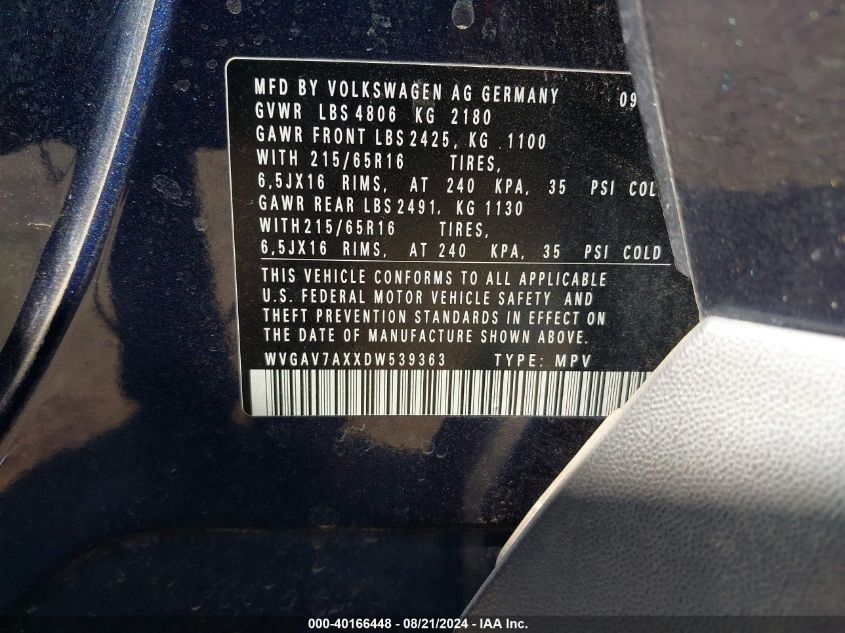 MFD BY VOLKSWAGEN AG GERMANY 09
GVWR LBS 4806 KG 2180
GAWR FRONT LBS 2425, KG 1100
WITH 215/65R16 TIRES,
6,5JX16 RIMS, AT 240 KPA, 35 PSI COL
GAWR REAR LBS 2491, KG 1130
WITH 215/65R16 TIRES,
6,5JX16 RIMS, AT 240 KPA, 35 PSI COLD
THIS VEHICLE CONFORMS TO ALL APPLICABLE
U.S. FEDERAL MOTOR VEHICLE SAFETY AND
THEFT PREVENTION STANDARDS IN EFFECT ON
THE DATE OF MANUFACTURE SHOWN ABOVE.
WVGAV7AXXDW539363 TYPE: MPV
000-40166448 - 08/21/2024 - IAA Inc.